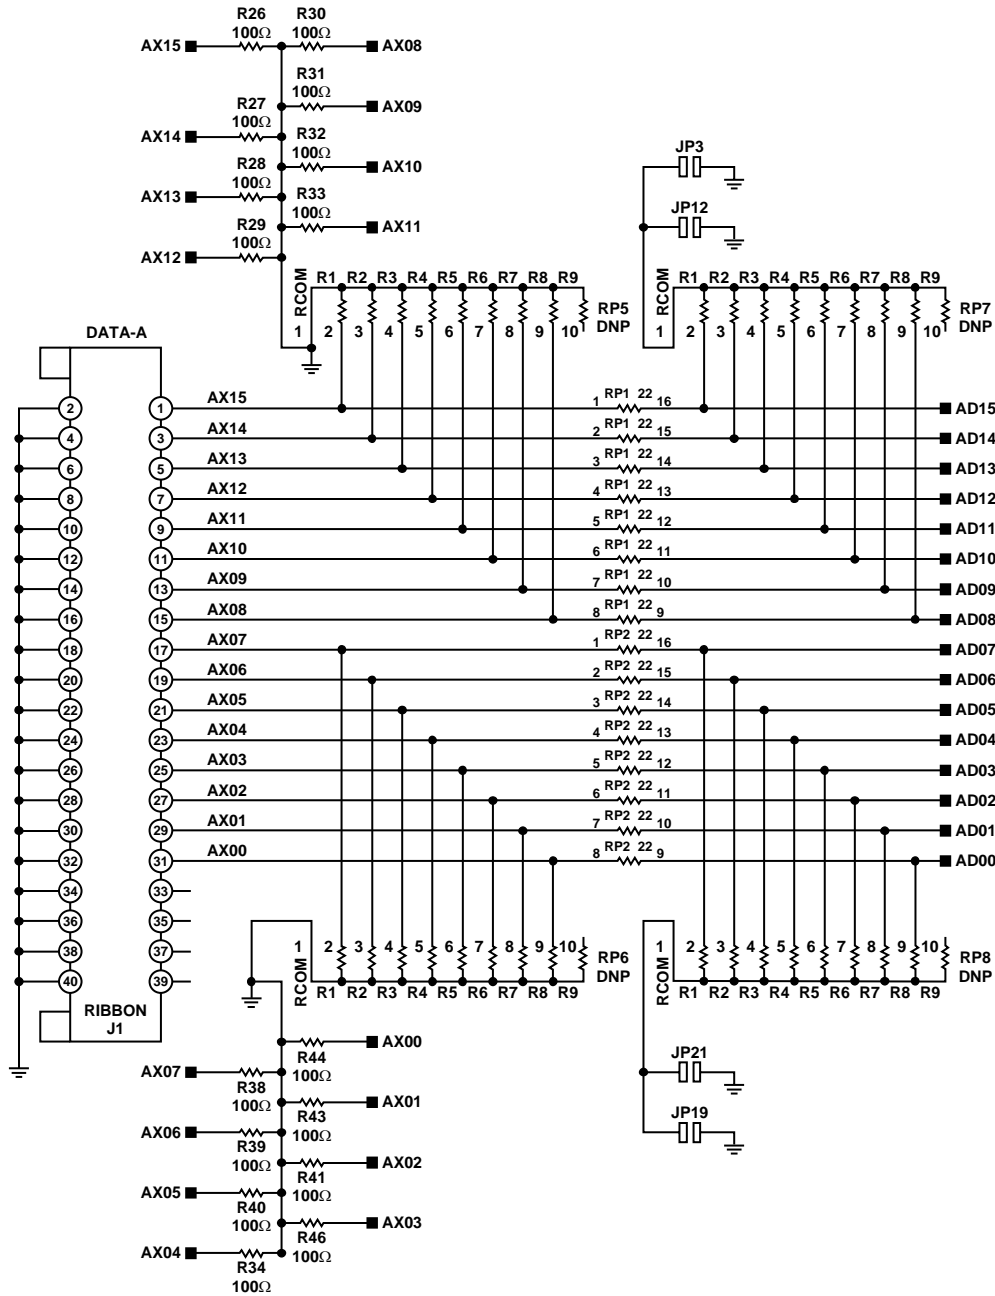 R26 R30
100Ω 100Ω
AX15 AX08
R31
100Ω
AX09
R27
100Ω
AX14
R32
100Ω
AX10
R28
100Ω
AX13
R33
100Ω
AX11
R29
100Ω
AX12
JP3
JP12
RCOM
1
R1 R2 R3 R4 R5 R6 R7 R8 R9
2 3 4 5 6 7 8 9 10
RP5
DNP
RCOM
1
R1 R2 R3 R4 R5 R6 R7 R8 R9
2 3 4 5 6 7 8 9 10
RP7
DNP
DATA-A
2 1 AX15 1 RP1 22 16 AD15
4 3 AX14 2 RP1 22 15 AD14
6 5 AX13 3 RP1 22 14 AD13
8 7 AX12 4 RP1 22 13 AD12
10 9 AX11 5 RP1 22 12 AD11
12 11 AX10 6 RP1 22 11 AD10
14 13 AX09 7 RP1 22 10 AD09
16 15 AX08 8 RP1 22 9 AD08
18 17 AX07 1 RP2 22 16 AD07
20 19 AX06 2 RP2 22 15 AD06
22 21 AX05 3 RP2 22 14 AD05
24 23 AX04 4 RP2 22 13 AD04
26 25 AX03 5 RP2 22 12 AD03
28 27 AX02 6 RP2 22 11 AD02
30 29 AX01 7 RP2 22 10 AD01
32 31 AX00 8 RP2 22 9 AD00
34 33
36 35
38 37
40 39
RIBBON
J1
1
RCOM
2 3 4 5 6 7 8 9 10
R1 R2 R3 R4 R5 R6 R7 R8 R9
RP6
DNP
1
RCOM
2 3 4 5 6 7 8 9 10
R1 R2 R3 R4 R5 R6 R7 R8 R9
RP8
DNP
AX00
R44
100Ω
AX07
R38
100Ω
AX01
R43
100Ω
AX06
R39
100Ω
AX02
R41
100Ω
AX05
R40
100Ω
AX03
R46
100Ω
AX04
R34
100Ω
JP21
JP19